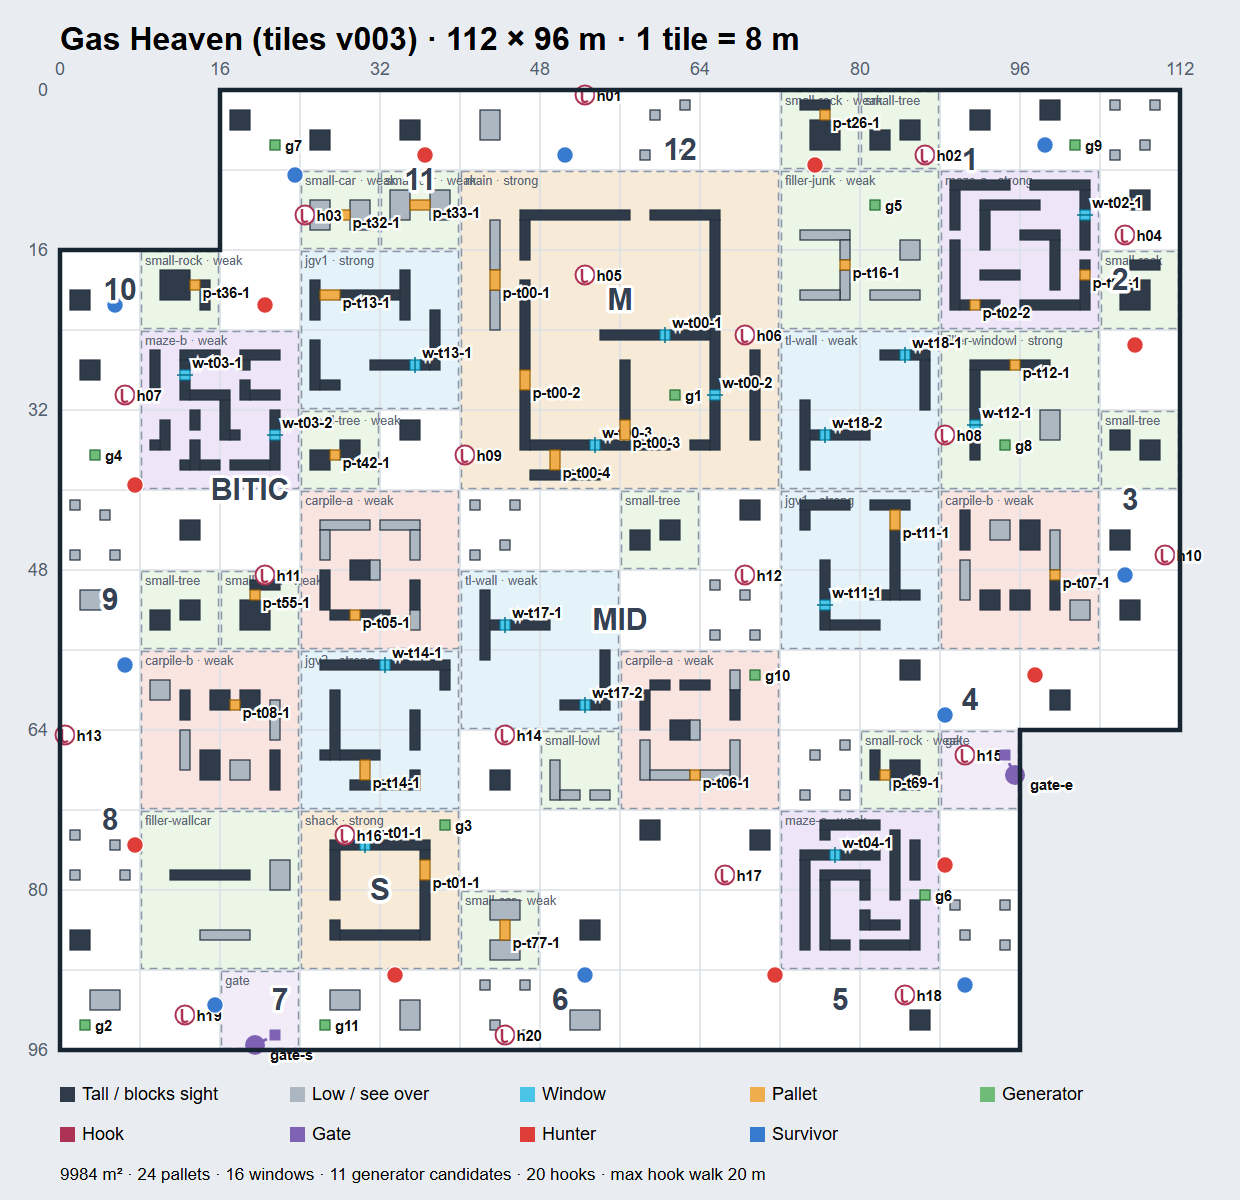 Gas Heaven (tiles v003) · 112 × 96 m · 1 tile = 8 m
0 16 32 48 64 80 96 112
0
h01
small-rock · weak
small-tree
p-t26-1
g7
12
h02
1
g9
11
small-car · weak
main · strong
filler-junk · weak
h03
p-t32-1
p-t33-1
g5
w-t02-1
h04
16
small-rock · weak
jgv1 · strong
small-rock
10
p-t36-1
p-t13-1
h05
M
p-t00-1
p-t16-1
2
p-t02-2
maze-b · weak
w-t03-1
w-t13-1
w-t00-1
h06
tl-wall · weak
w-t18-1
p-t12-1
h07
p-t00-2
g1
w-t00-2
32
w-t03-2
w-t18-2
w-t12-1
h08
g8
small-tree
g4
p-t42-1
h09
p-t00-3
p-t00-4
BITIC
carpile-a · weak
small-tree
jgv1 · strong
carpile-b · weak
3
p-t11-1
h10
48
h11
small-tree
tl-wall · weak
h12
p-t07-1
9
p-t55-1
p-t05-1
w-t17-1
MID
w-t11-1
carpile-b · weak
w-t14-1
carpile-a · weak
g10
p-t08-1
w-t17-2
4
64
h13
h14
small-lowl
small-rock · weak
gate
h15
p-t14-1
p-t06-1
p-t69-1
gate-e
8
filler-wallcar
shack · strong
h16
g3
w-t04-1
80
S
p-t01-1
h17
g6
p-t77-1
gate
7
6
5
h18
g2
h19
g11
h20
96
gate-s
Tall / blocks sight
Low / see over
Window
Pallet
Generator
Hook
Gate
Hunter
Survivor
9984 m² · 24 pallets · 16 windows · 11 generator candidates · 20 hooks · max hook walk 20 m